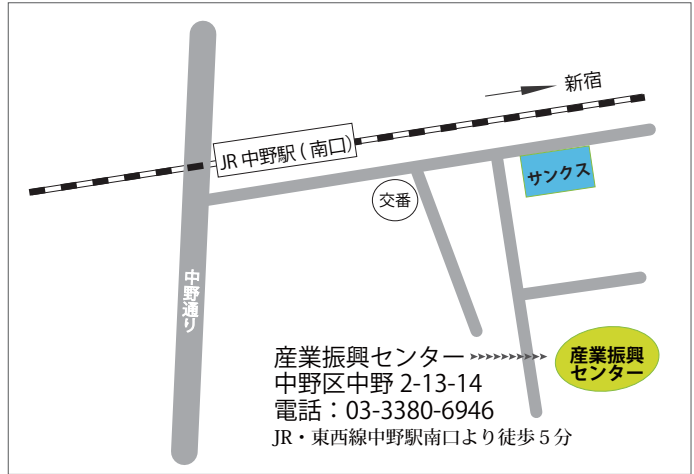 新宿
JR 中野駅 ( 南口)
サンクス
交番
中野通り
産業振興センター
中野区中野 2-13-14
電話：03-3380-6946
JR・東西線中野駅南口より徒歩５分
産業振興
センター